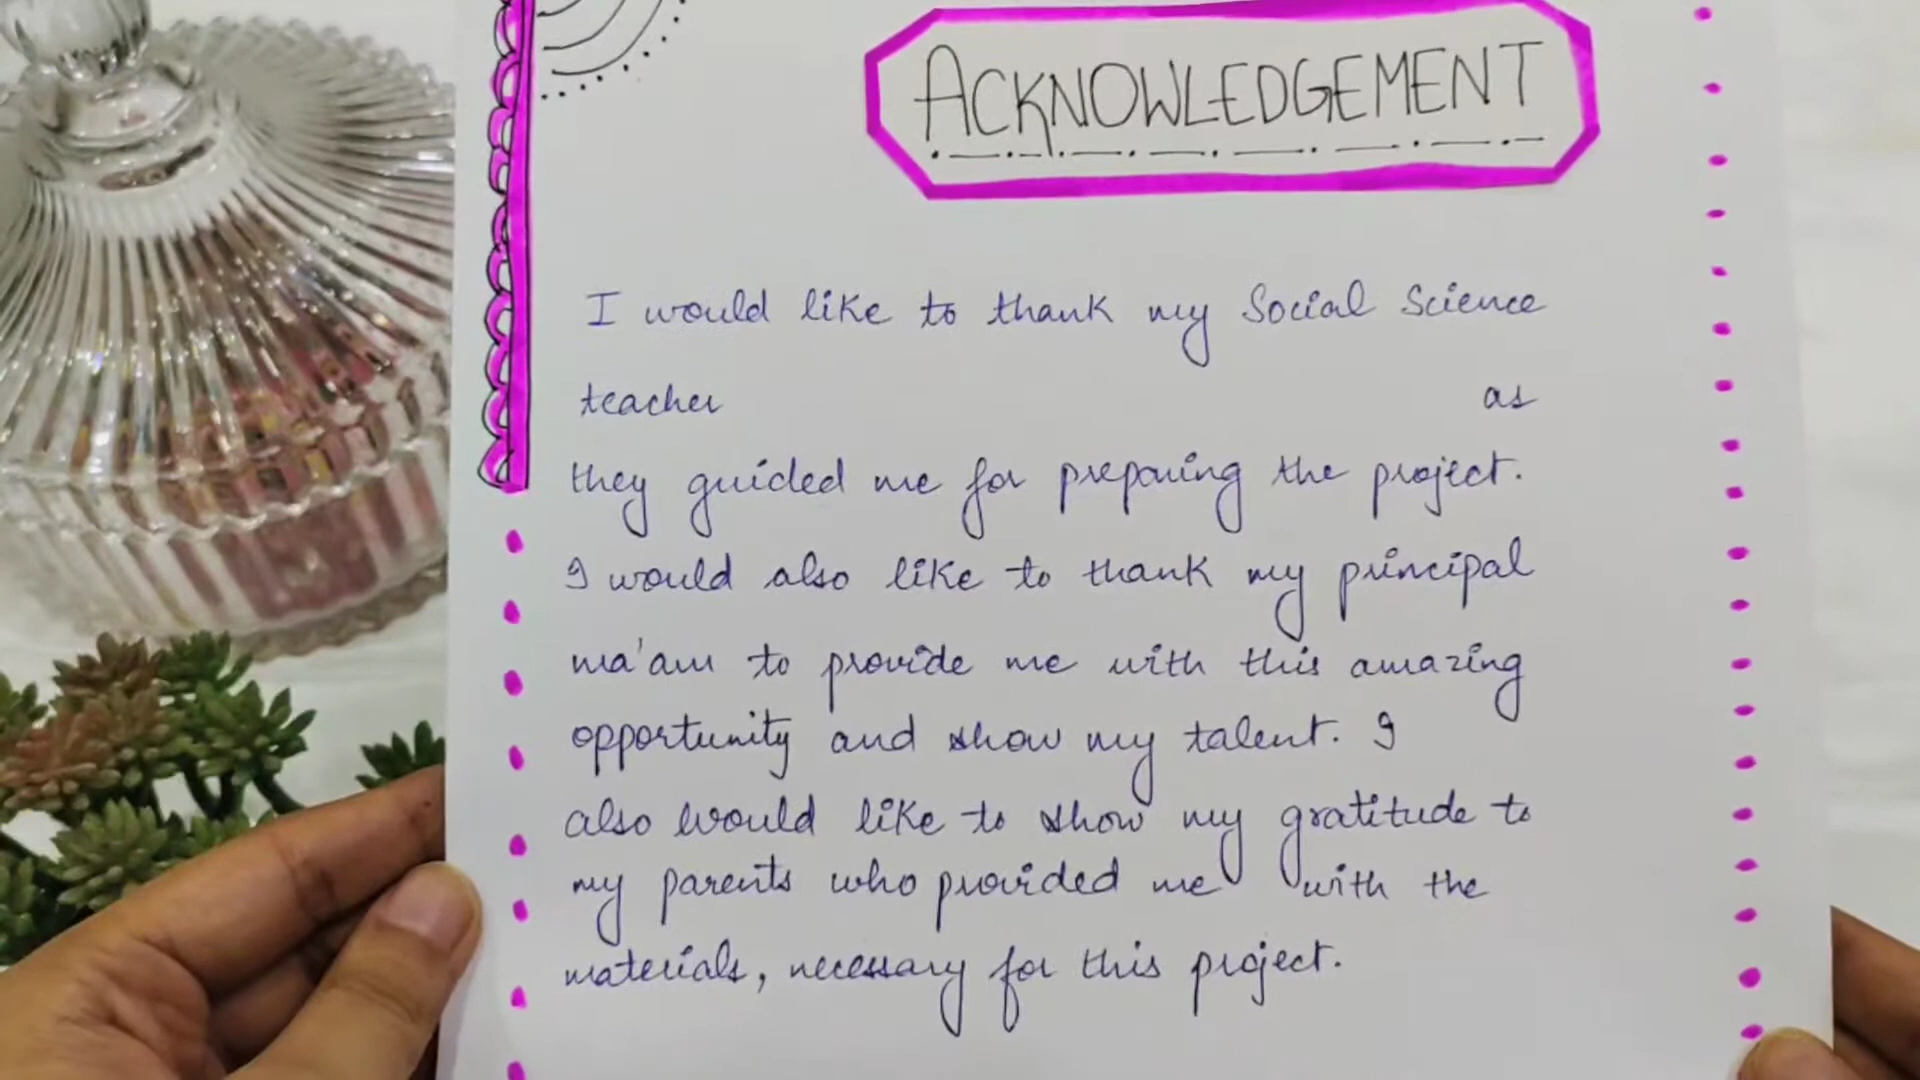 ACKNOWLEDGEMENT
I would like to thank my Social Science
teacher as
they guided me for preparing the project.
I would also like to thank my principal
ma'am to provide me with this amazing
opportunity and show my talent. I
also would like to show my gratitude to
my parents who provided me with the
materials, necessary for this project.